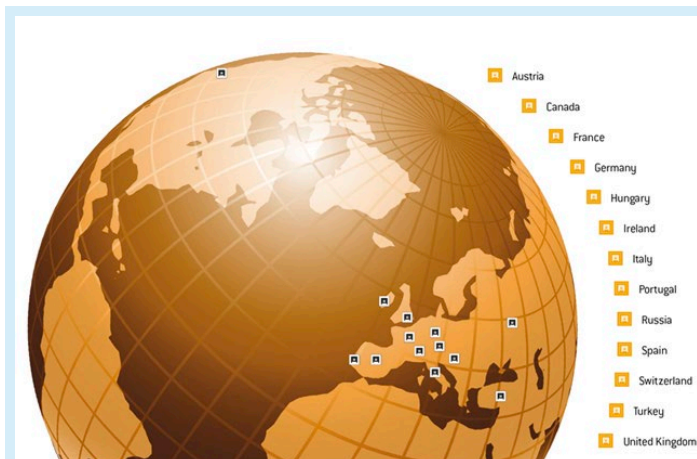 Austria
Canada
France
Germany
Hungary
Ireland
Italy
Portugal
Russia
Spain
Switzerland
Turkey
United Kingdom